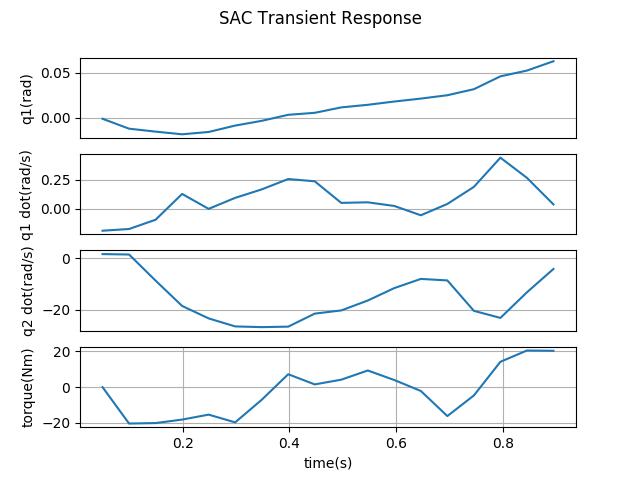 SAC Transient Response
q1(rad)
0.05
0.00
q1 dot(rad/s)
0.25
0.00
q2 dot(rad/s)
0
−20
torque(Nm)
20
0
−20
0.2 0.4 0.6 0.8
time(s)